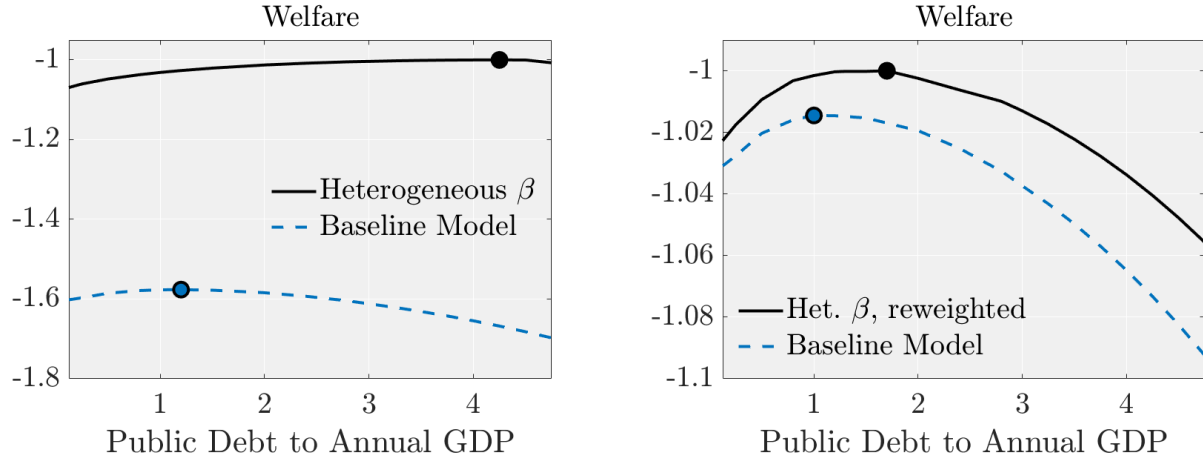 Welfare
-1
-1.2
-1.4
-1.6
-1.8
Heterogeneous β
Baseline Model
1 2 3 4
Public Debt to Annual GDP
Welfare
-1
-1.02
-1.04
-1.06
-1.08
-1.1
Het. β, reweighted
Baseline Model
1 2 3 4
Public Debt to Annual GDP